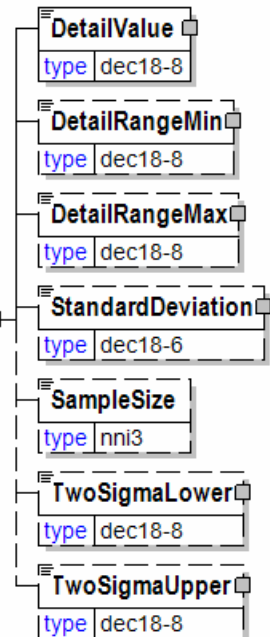 DetailValue
type dec18-8
DetailRangeMin
type dec18-8
DetailRangeMax
type dec18-8
StandardDeviation
type dec18-6
SampleSize
type nni3
TwoSigmaLower
type dec18-8
TwoSigmaUpper
type dec18-8